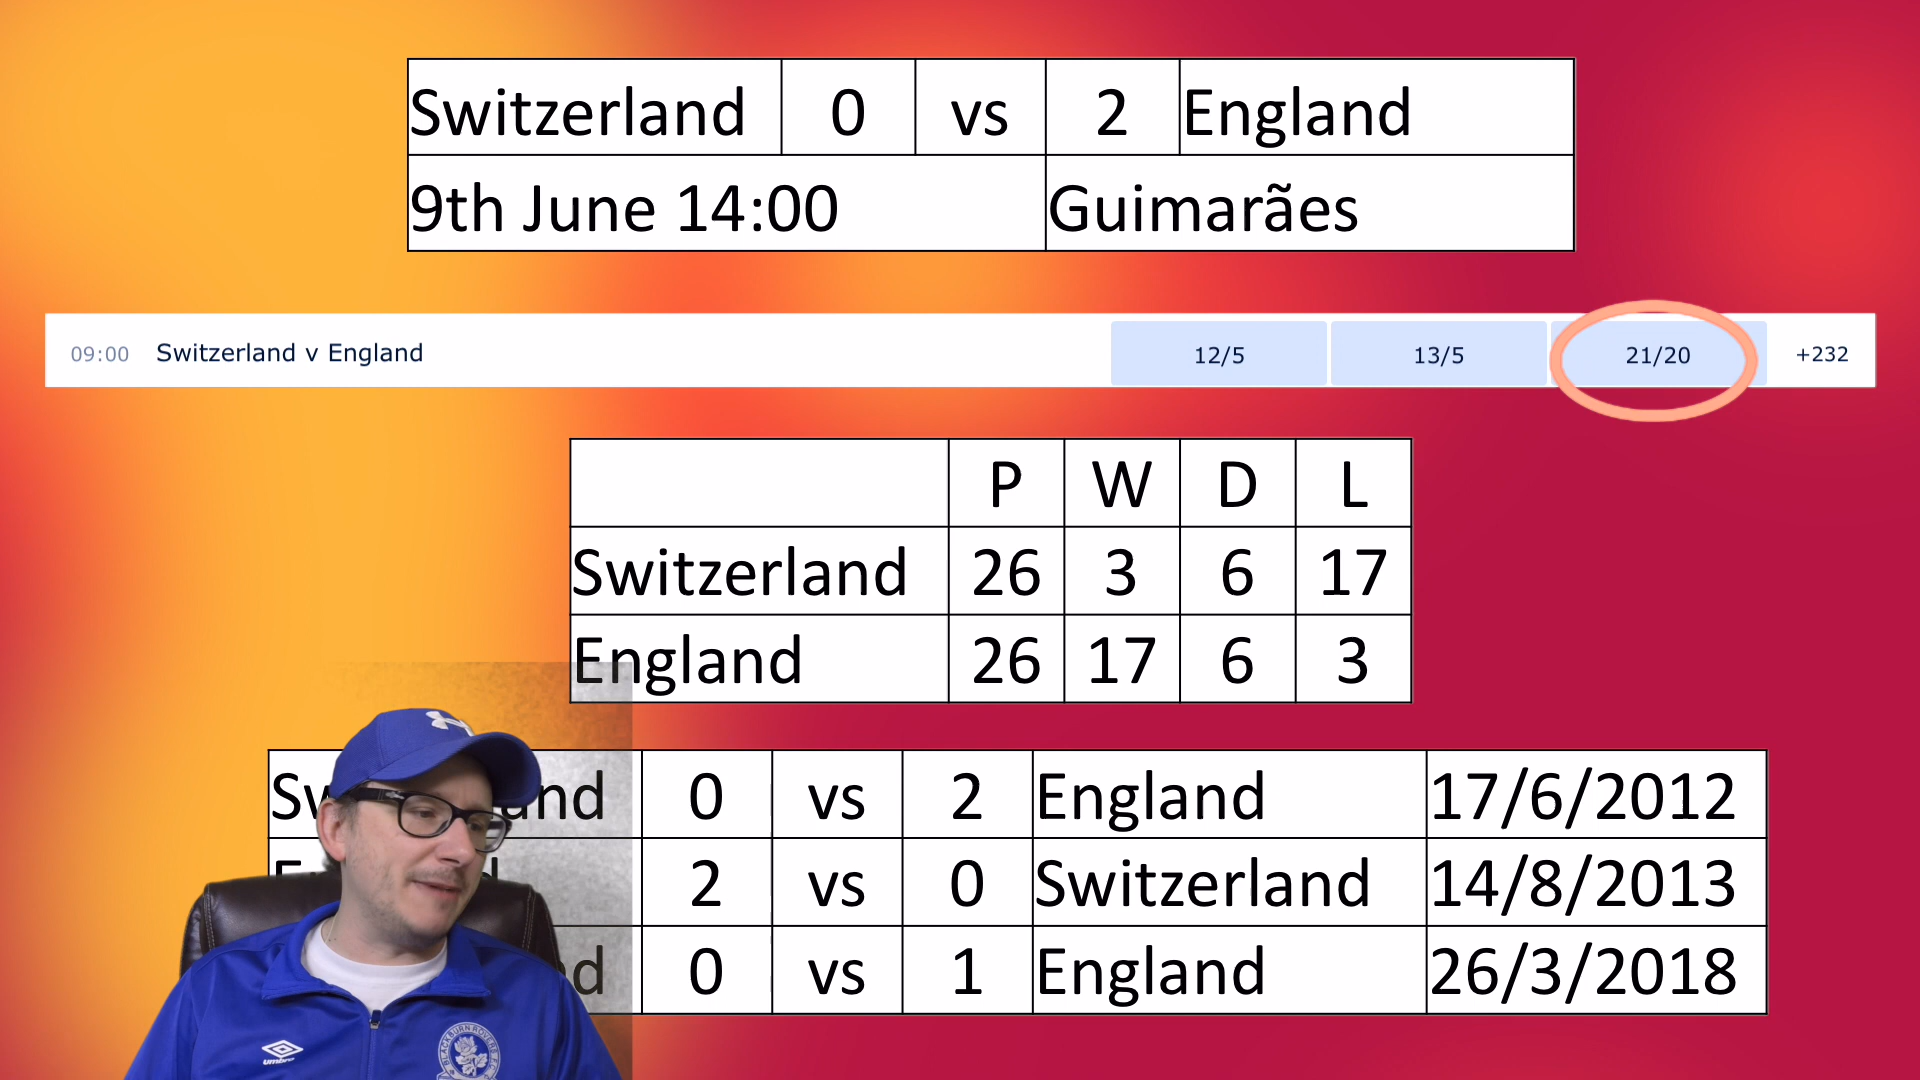 Switzerland 0 vs 2 England
9th June 14:00 Guimarães
09:00 Switzerland v England 12/5 13/5 21/20 +232
P W D L
Switzerland 26 3 6 17
England 26 17 6 3
0 vs 2 England 17/6/2012
2 vs 0 Switzerland 14/8/2013
0 vs 1 England 26/3/2018
umbro